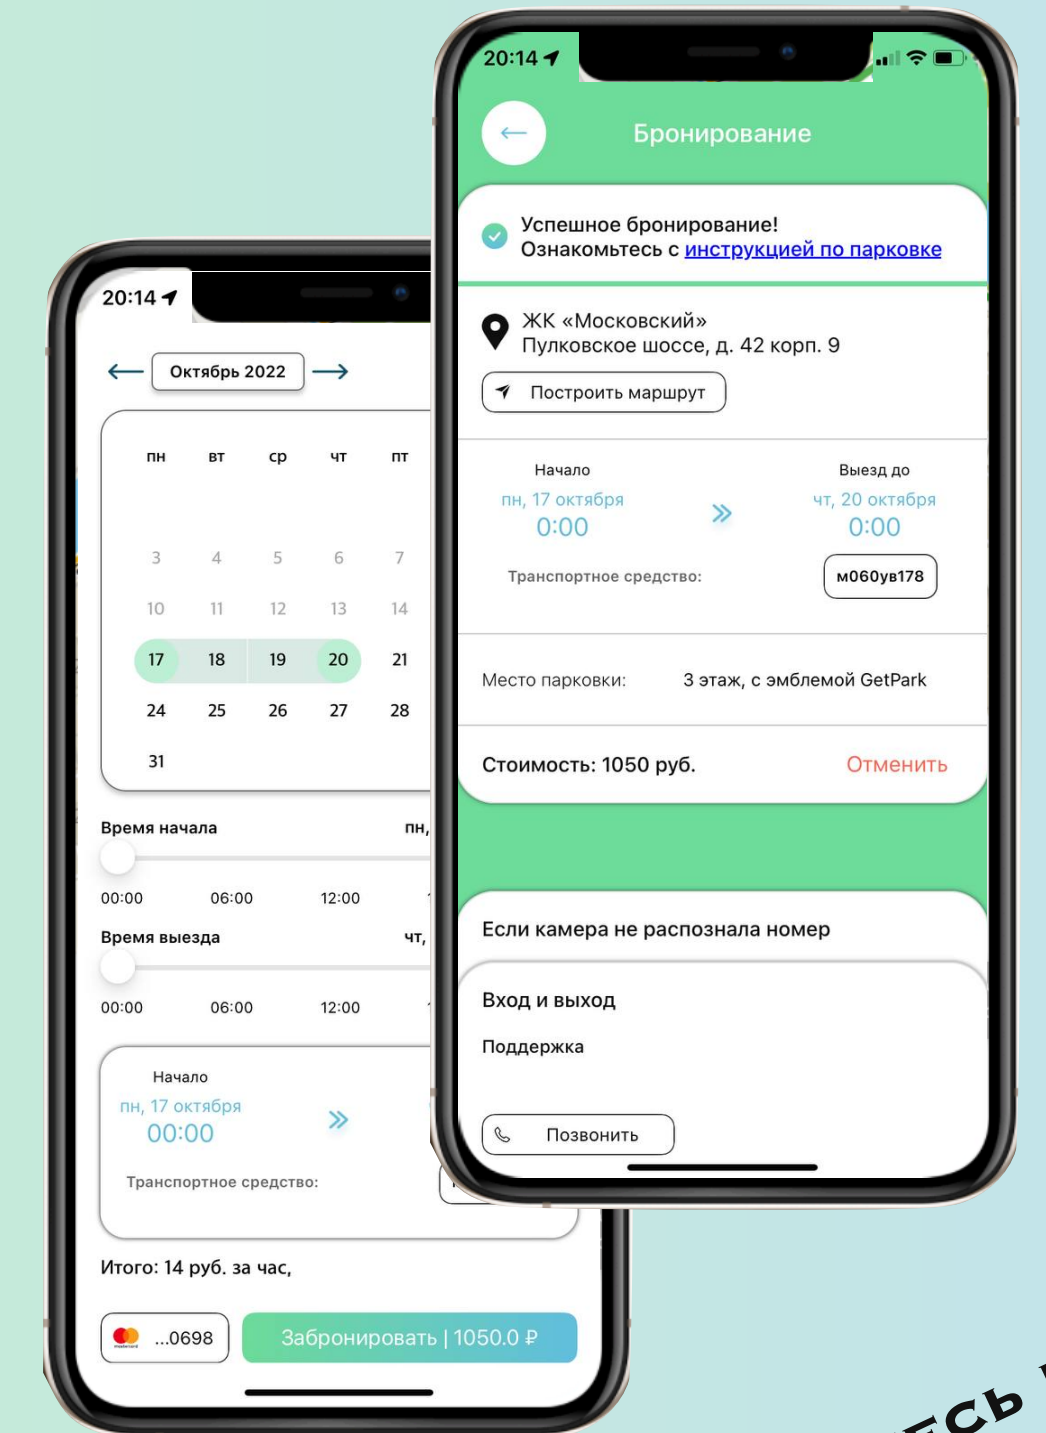 20:14
Бронирование
Успешное бронирование!
Ознакомьтесь с инструкцией по парковке
ЖК «Московский»
Пулковское шоссе, д. 42 корп. 9
Построить маршрут
Начало Выезд до
пн, 17 октября чт, 20 октября
0:00 0:00
Транспортное средство: м060ув178
Место парковки: 3 этаж, с эмблемой GetPark
Стоимость: 1050 руб. Отменить
Если камера не распознала номер
Вход и выход
Поддержка
Позвонить
20:14
Октябрь 2022
пн вт ср чт пт
3 4 5 6 7
10 11 12 13 14
17 18 19 20 21
24 25 26 27 28
31
Время начала пн,
00:00 06:00 12:00
Время выезда чт,
00:00 06:00 12:00
Начало
пн, 17 октября
00:00
Транспортное средство:
Итого: 14 руб. за час,
...0698 Забронировать | 1050.0 ₽